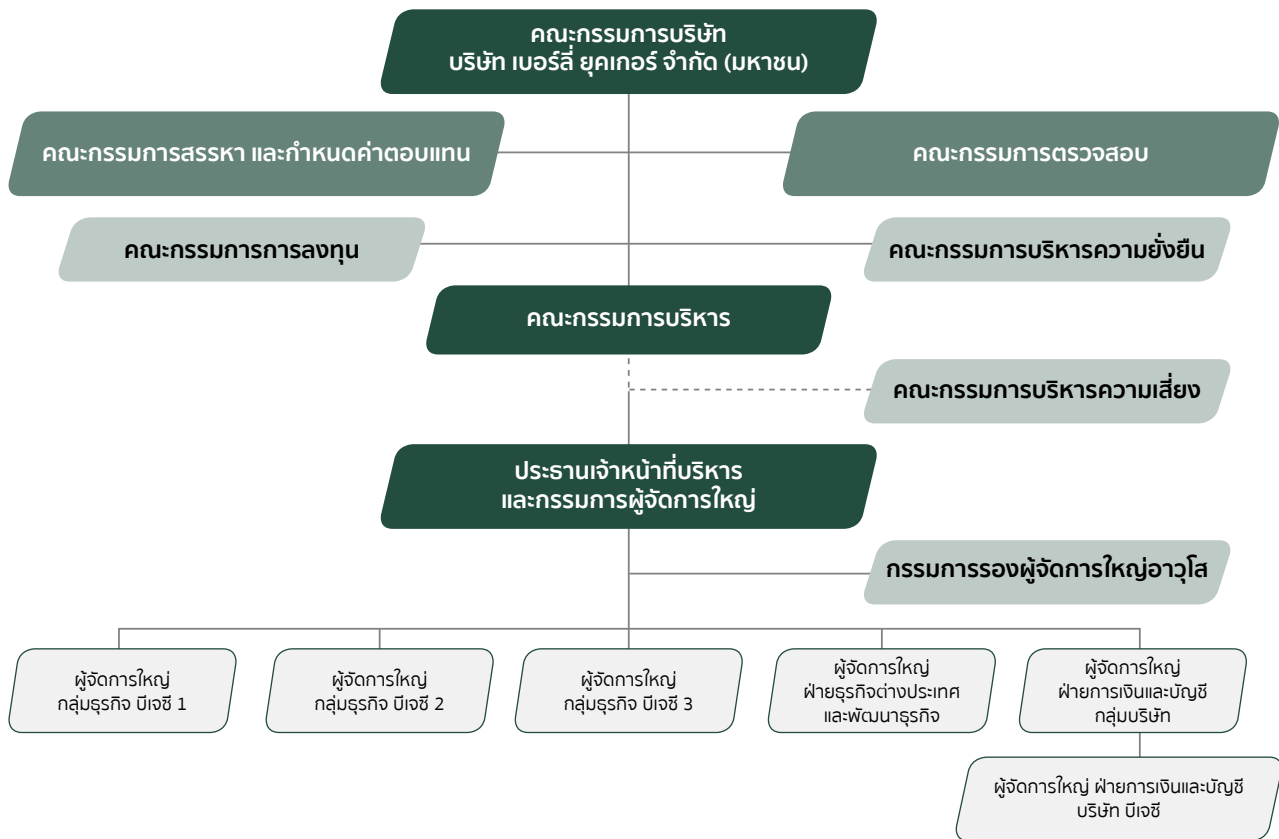 คณะกรรมการบริษัท
บริษัท เบอร์ลี่ ยุคเกอร์ จำกัด (มหาชน)
คณะกรรมการสรรหา และกำหนดค่าตอบแทน
คณะกรรมการตรวจสอบ
คณะกรรมการการลงทุน
คณะกรรมการบริหารความยั่งยืน
คณะกรรมการบริหาร
คณะกรรมการบริหารความเสี่ยง
ประธานเจ้าหน้าที่บริหาร
และกรรมการผู้จัดการใหญ่
กรรมการรองผู้จัดการใหญ่อาวุโส
ผู้จัดการใหญ่
กลุ่มธุรกิจ บีเจซี 1
ผู้จัดการใหญ่
กลุ่มธุรกิจ บีเจซี 2
ผู้จัดการใหญ่
กลุ่มธุรกิจ บีเจซี 3
ผู้จัดการใหญ่
ฝ่ายธุรกิจต่างประเทศ
และพัฒนาธุรกิจ
ผู้จัดการใหญ่
ฝ่ายการเงินและบัญชี
กลุ่มบริษัท
ผู้จัดการใหญ่ ฝ่ายการเงินและบัญชี
บริษัท บีเจซี